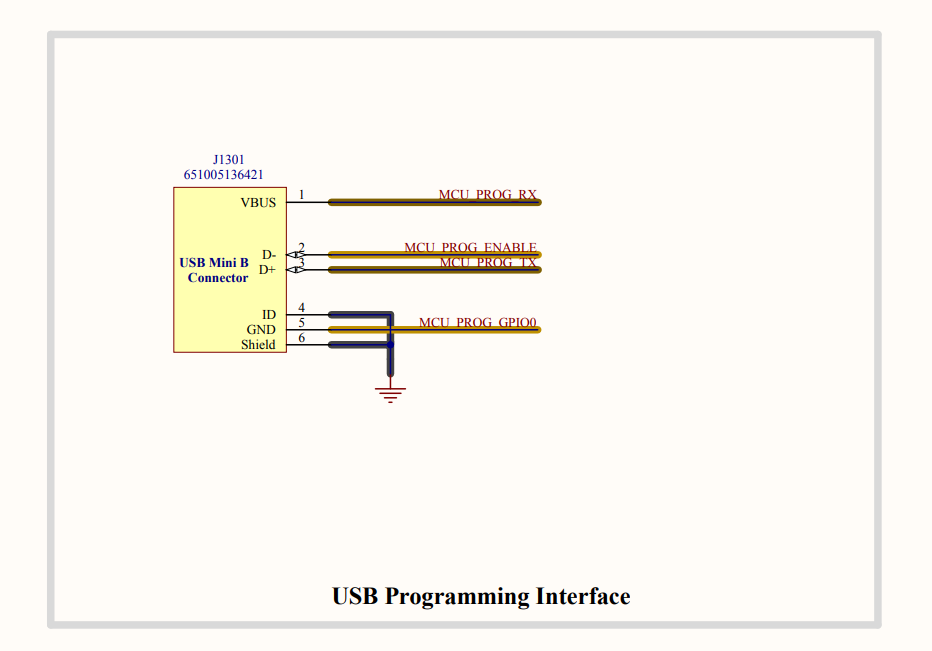 J1301
651005136421
VBUS 1 MCU_PROG_RX
D- 2 MCU_PROG_ENABLE
USB Mini B
Connector
D+ 3 MCU_PROG_TX
ID 4
GND 5 MCU_PROG_GPIO0
Shield 6
USB Programming Interface